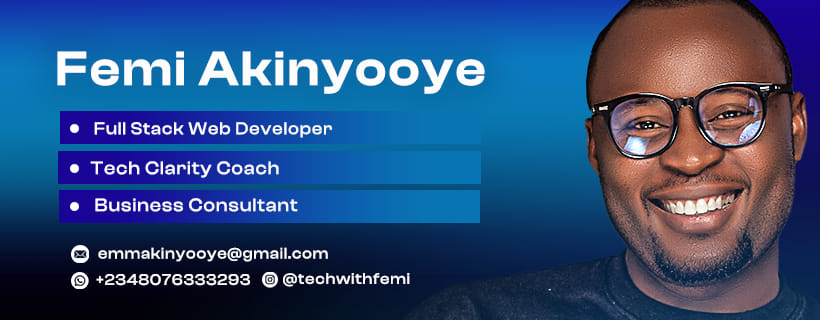 Femi Akinyooye
Full Stack Web Developer
Tech Clarity Coach
Business Consultant
emmakinyooye@gmail.com
+2348076333293 @techwithfemi